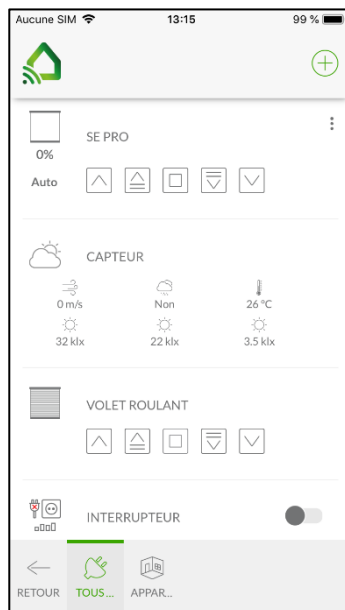 Aucune SIM 13:15 99 %
SE PRO
0%
Auto
CAPTEUR
0 m/s Non 26 °C
32 klx 22 klx 3.5 klx
VOLET ROULANT
INTERRUPTEUR
RETOUR TOUS... APPAR...